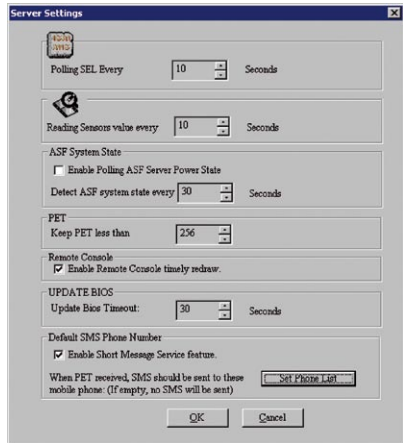 Server Settings
Polling SEL Every 10 Seconds
Reading Sensors value every 10 Seconds
ASF System State
Enable Polling ASF Server Power State
Detect ASF system state every 30 Seconds
PET
Keep PET less than 256
Remote Console
Enable Remote Console timely redraw.
UPDATE BIOS
Update Bios Timeout: 30 Seconds
Default SMS Phone Number
Enable Short Message Service feature.
When PET received, SMS should be sent to these
mobile phone: (If empty, no SMS will be sent)
Set Phone List
OK Cancel